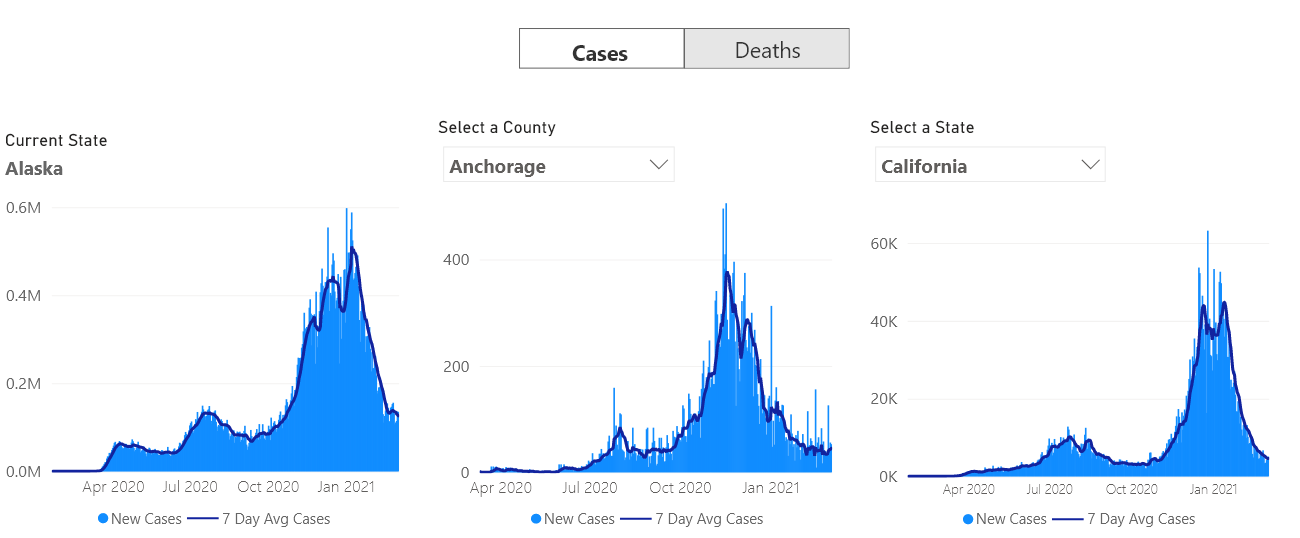 Cases Deaths
Current State
Alaska
0.6M
0.4M
0.2M
0.0M
Apr 2020 Jul 2020 Oct 2020 Jan 2021
New Cases 7 Day Avg Cases
Select a County
Anchorage
400
200
0
Apr 2020 Jul 2020 Oct 2020 Jan 2021
New Cases 7 Day Avg Cases
Select a State
California
60K
40K
20K
0K
Apr 2020 Jul 2020 Oct 2020 Jan 2021
New Cases 7 Day Avg Cases